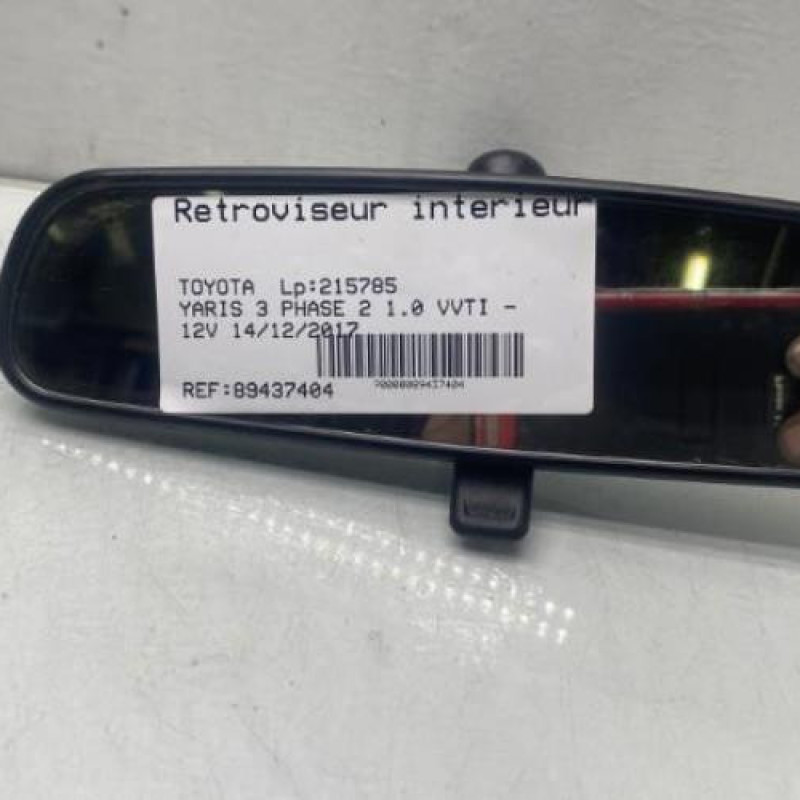 Retroviseur interieur
TOYOTA Lp:215785
YARIS 3 PHASE 2 1.0 VVTI -
12V 14/12/2017
REF:89437404